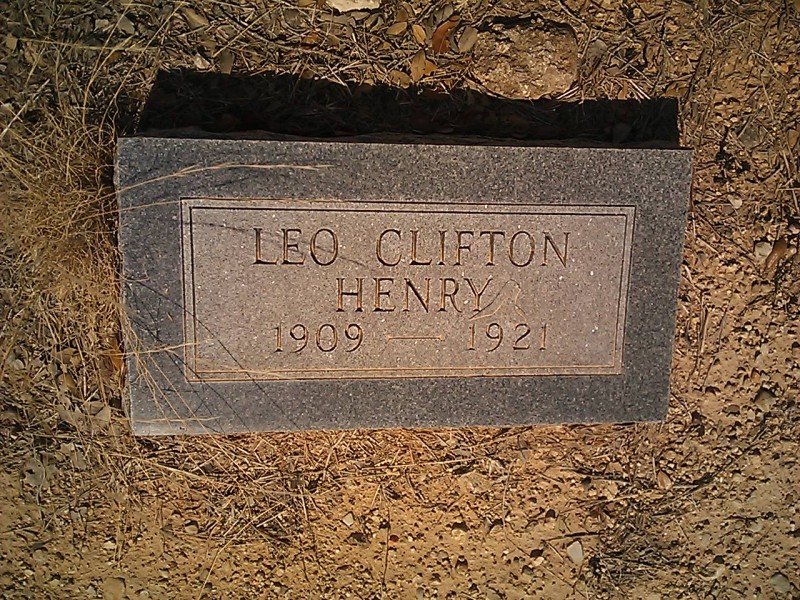 LEO CLIFTON
HENRY
1909 — 1921